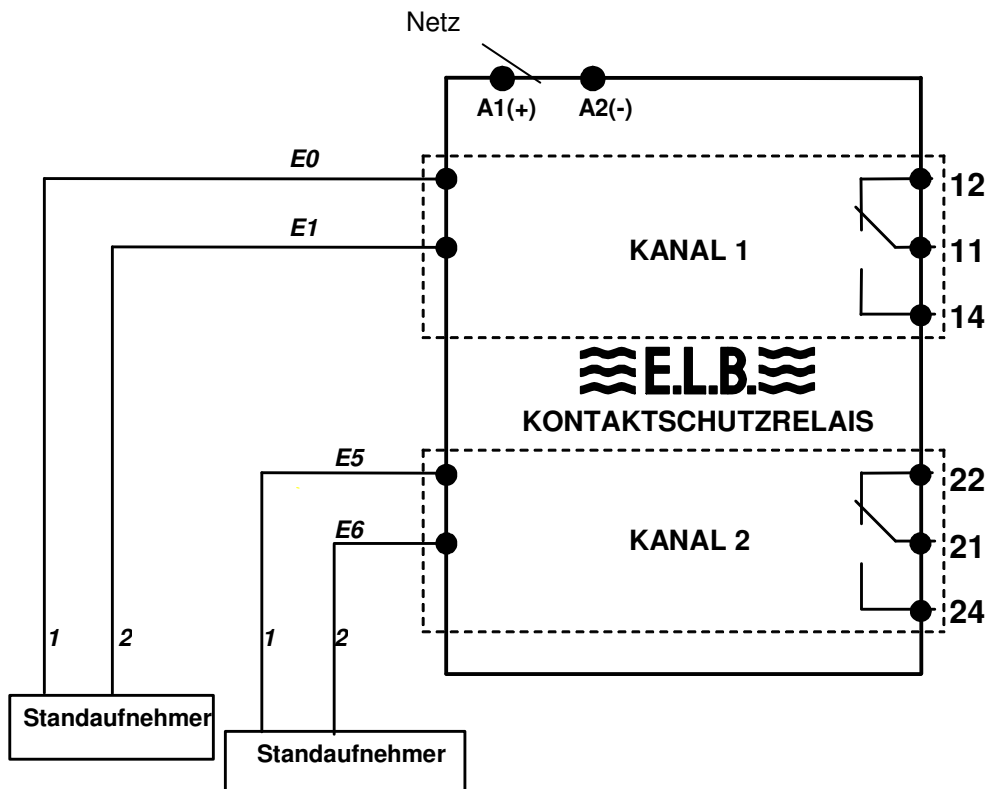 Netz
A1(+) A2(-)
E0
12
E1
KANAL 1
11
14
E.L.B.
KONTAKTSCHUTZRELAIS
E5
22
E6
KANAL 2
21
24
1 2 1 2
Standaufnehmer
Standaufnehmer